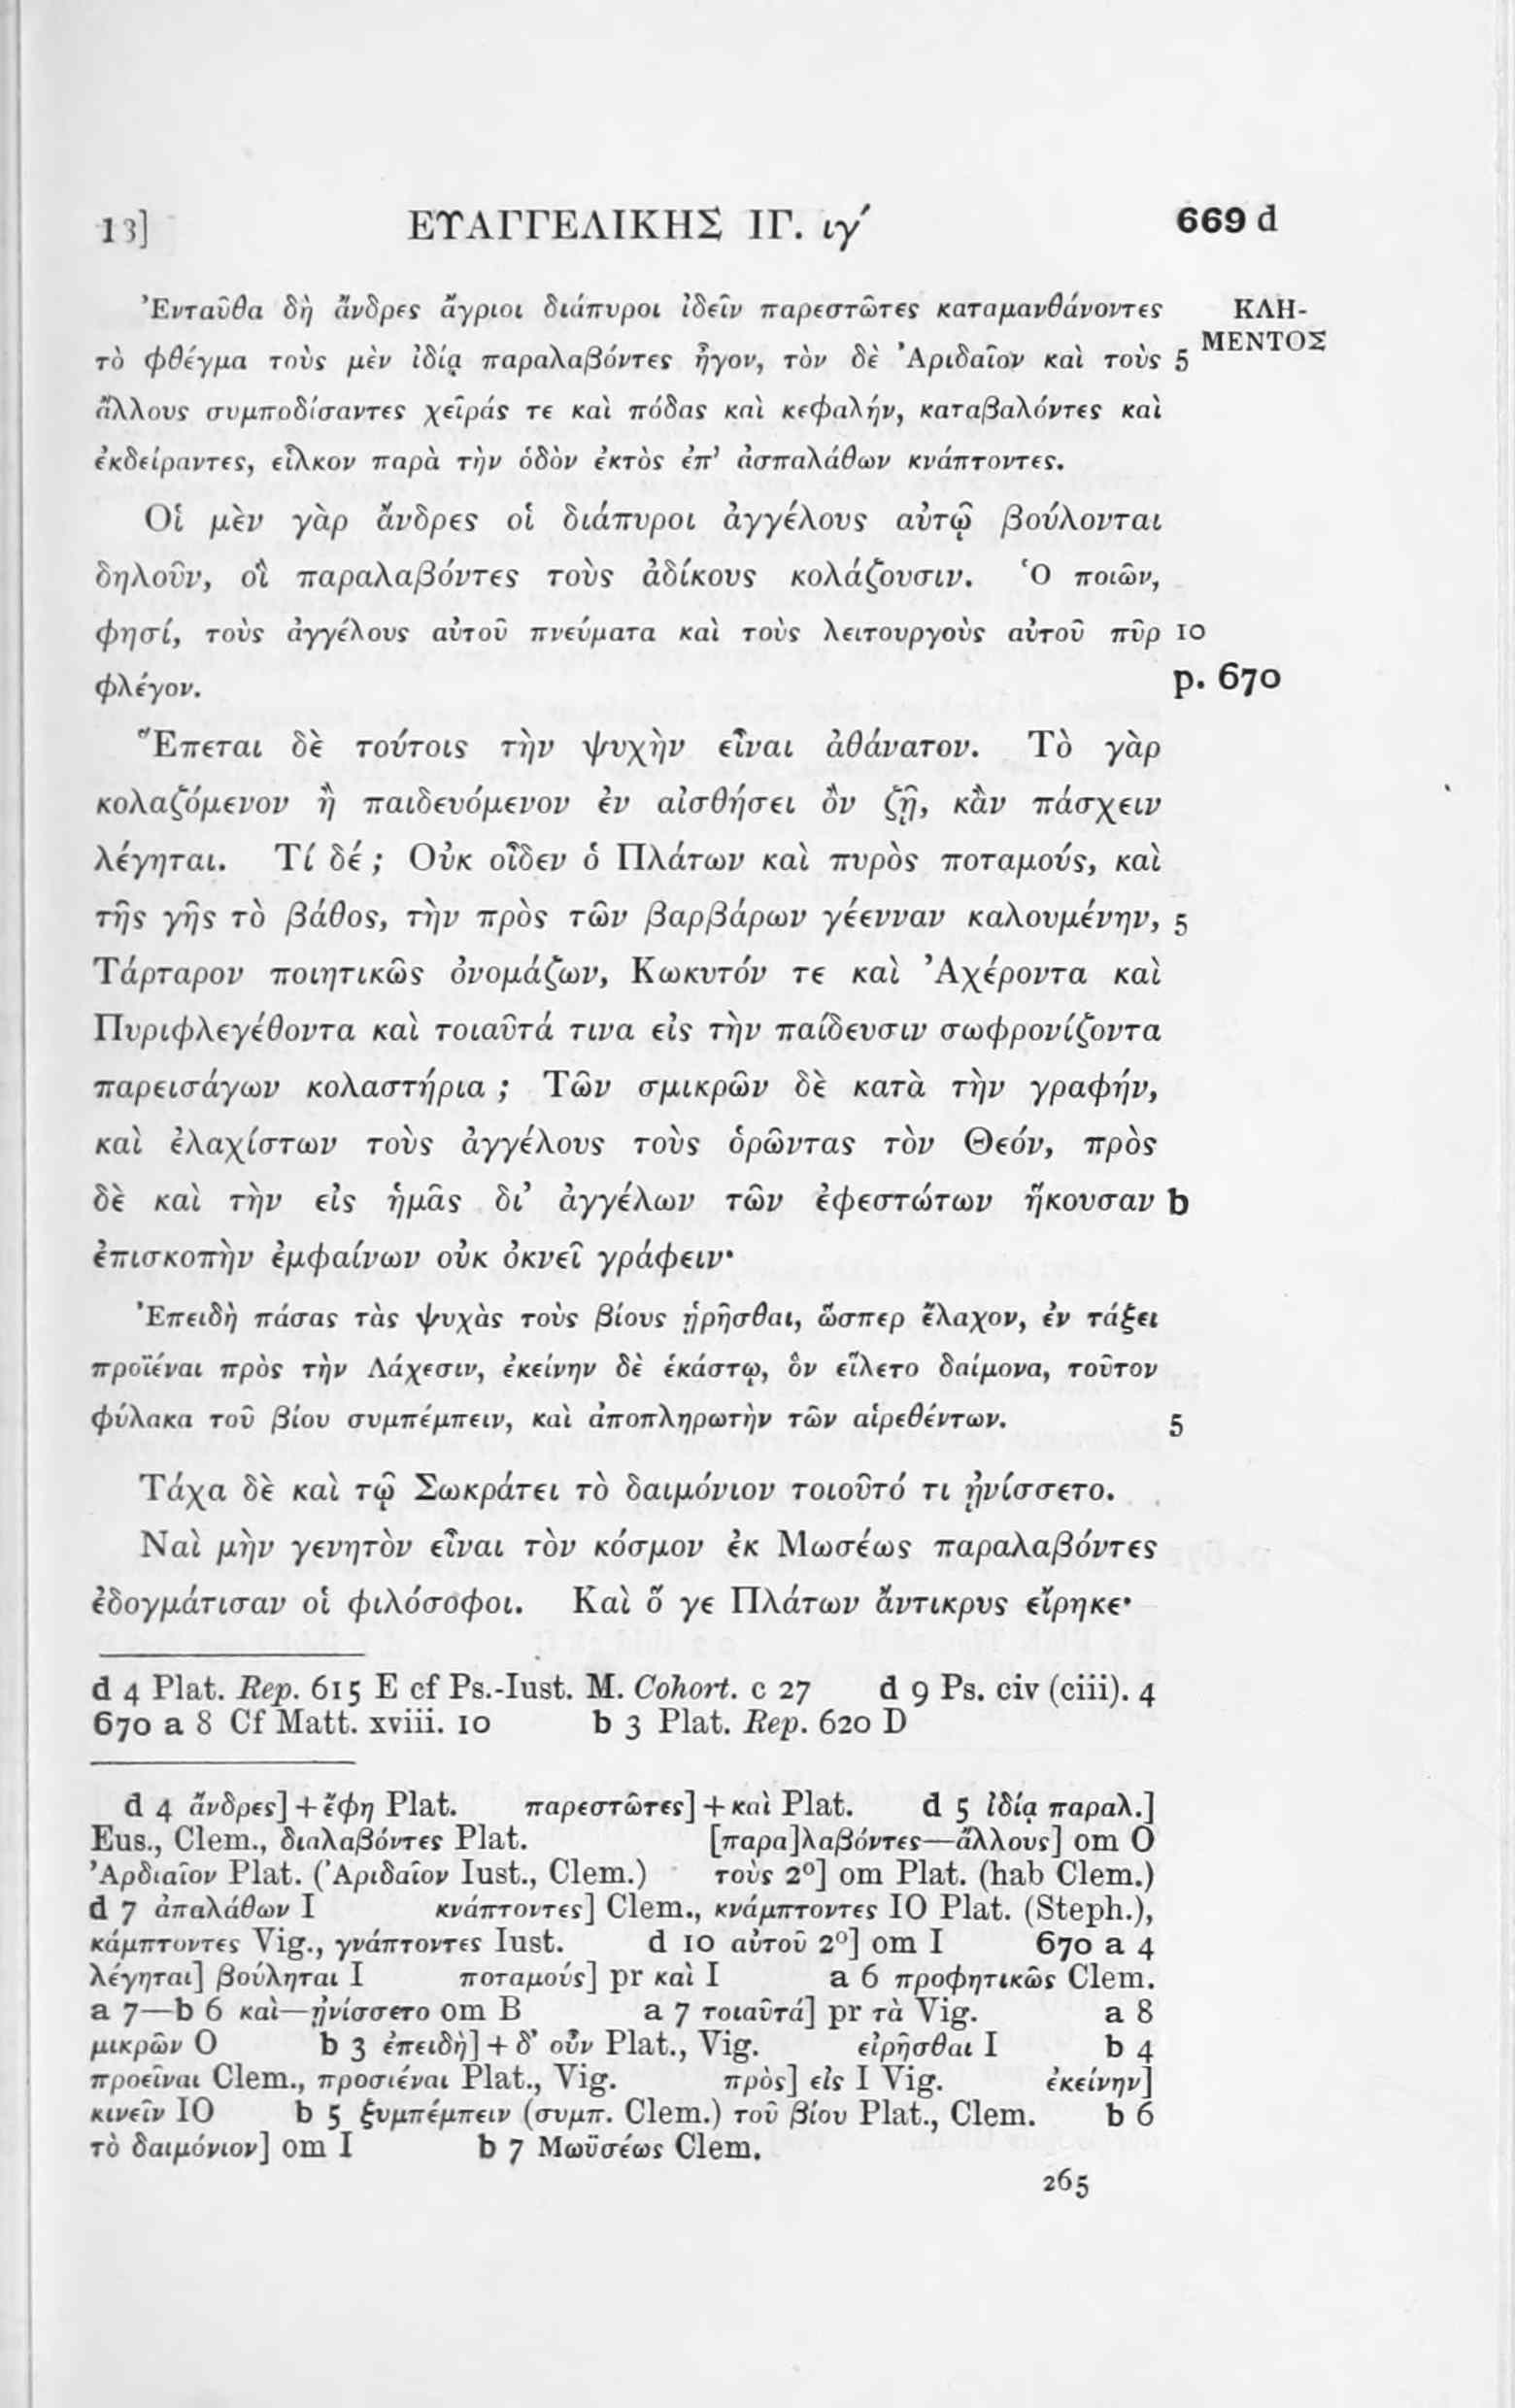 13] ΕΥΑΓΓΕΛΙΚΗΣ ΙΓ. ιγ´ 669 d
Ἐνταῦθα δὴ ἄνδρες ἄγριοι διάπυροι ἰδεῖν παρεστῶτες καταμανθάνοντες ΚΛΗ-
τὸ φθέγμα τοὺς μὲν ἰδίᾳ παραλαβόντες ἦγον, τὸν δὲ Ἀριδαῖον καὶ τοὺς 5 ΜΕΝΤΟΣ
ἄλλους συμποδίσαντες χεῖράς τε καὶ πόδας καὶ κεφαλήν, καταβαλόντες καὶ
ἐκδείραντες, εἷλκον παρὰ τὴν ὁδὸν ἐκτὸς ἐπ’ ἀσπαλάθων κνάπτοντες.
Οἱ μὲν γὰρ ἄνδρες οἱ διάπυροι ἀγγέλους αὐτῷ βούλονται
δηλοῦν, οἳ παραλαβόντες τοὺς ἀδίκους κολάζουσιν. Ὁ ποιῶν,
φησί, τοὺς ἀγγέλους αὐτοῦ πνεύματα καὶ τοὺς λειτουργοὺς αὐτοῦ πῦρ 10
φλέγον. p. 670
Ἕπεται δὲ τούτοις τὴν ψυχὴν εἶναι ἀθάνατον. Τὸ γὰρ
κολαζόμενον ἢ παιδευόμενον ἐν αἰσθήσει ὂν ζῇ, κἂν πάσχειν
λέγηται. Τί δέ; Οὐκ οἶδεν ὁ Πλάτων καὶ πυρὸς ποταμούς, καὶ
τῆς γῆς τὸ βάθος, τὴν πρὸς τῶν βαρβάρων γέενναν καλουμένην, 5
Τάρταρον ποιητικῶς ὀνομάζων, Κωκυτόν τε καὶ Ἀχέροντα καὶ
Πυριφλεγέθοντα καὶ τοιαῦτά τινα εἰς τὴν παίδευσιν σωφρονίζοντα
παρεισάγων κολαστήρια; Τῶν σμικρῶν δὲ κατὰ τὴν γραφήν,
καὶ ἐλαχίστων τοὺς ἀγγέλους τοὺς ὁρῶντας τὸν Θεόν, πρὸς
δὲ καὶ τὴν εἰς ἡμᾶς δι’ ἀγγέλων τῶν ἐφεστώτων ἥκουσαν b
ἐπισκοπὴν ἐμφαίνων οὐκ ὀκνεῖ γράφειν·
Ἐπειδὴ πάσας τὰς ψυχὰς τοὺς βίους ᾑρῆσθαι, ὥσπερ ἔλαχον, ἐν τάξει
προϊέναι πρὸς τὴν Λάχεσιν, ἐκείνην δὲ ἑκάστῳ, ὃν εἵλετο δαίμονα, τοῦτον
φύλακα τοῦ βίου συμπέμπειν, καὶ ἀποπληρωτὴν τῶν αἱρεθέντων. 5
Τάχα δὲ καὶ τῷ Σωκράτει τὸ δαιμόνιον τοιοῦτό τι ᾐνίσσετο.
Ναὶ μὴν γενητὸν εἶναι τὸν κόσμον ἐκ Μωσέως παραλαβόντες
ἐδογμάτισαν οἱ φιλόσοφοι. Καὶ ὅ γε Πλάτων ἄντικρυς εἴρηκε·
d 4 Plat. Rep. 615 E cf Ps.-Iust. M. Cohort. c 27 d 9 Ps. civ (ciii). 4
670 a 8 Cf Matt. xviii. 10 b 3 Plat. Rep. 620 D
d 4 ἄνδρες]+ἔφη Plat. παρεστῶτες]+καὶ Plat. d 5 ἰδίᾳ παραλ.]
Eus., Clem., διαλαβόντες Plat. [παρα]λαβόντες—ἄλλους] om O
Ἀρδιαῖον Plat. (Ἀριδαῖον Iust., Clem.) τοὺς 2º] om Plat. (hab Clem.)
d 7 ἀπαλάθων I κνάπτοντες] Clem., κνάμπτοντες IO Plat. (Steph.),
κάμπτοντες Vig., γνάπτοντες Iust. d 10 αὐτοῦ 2º] om I 670 a 4
λέγηται] βούληται I ποταμούς] pr καὶ I a 6 προφητικῶς Clem.
a 7—b 6 καὶ—ᾐνίσσετο om B a 7 τοιαῦτά] pr τὰ Vig. a 8
μικρῶν O b 3 ἐπειδὴ]+δ’ οὖν Plat., Vig. εἰρῆσθαι I b 4
προεῖναι Clem., προσιέναι Plat., Vig. πρὸς] εἰς I Vig. ἐκείνην]
κινεῖν IO b 5 ξυμπέμπειν (συμπ. Clem.) τοῦ βίου Plat., Clem. b 6
τὸ δαιμόνιον] om I b 7 Μωϋσέως Clem.
265